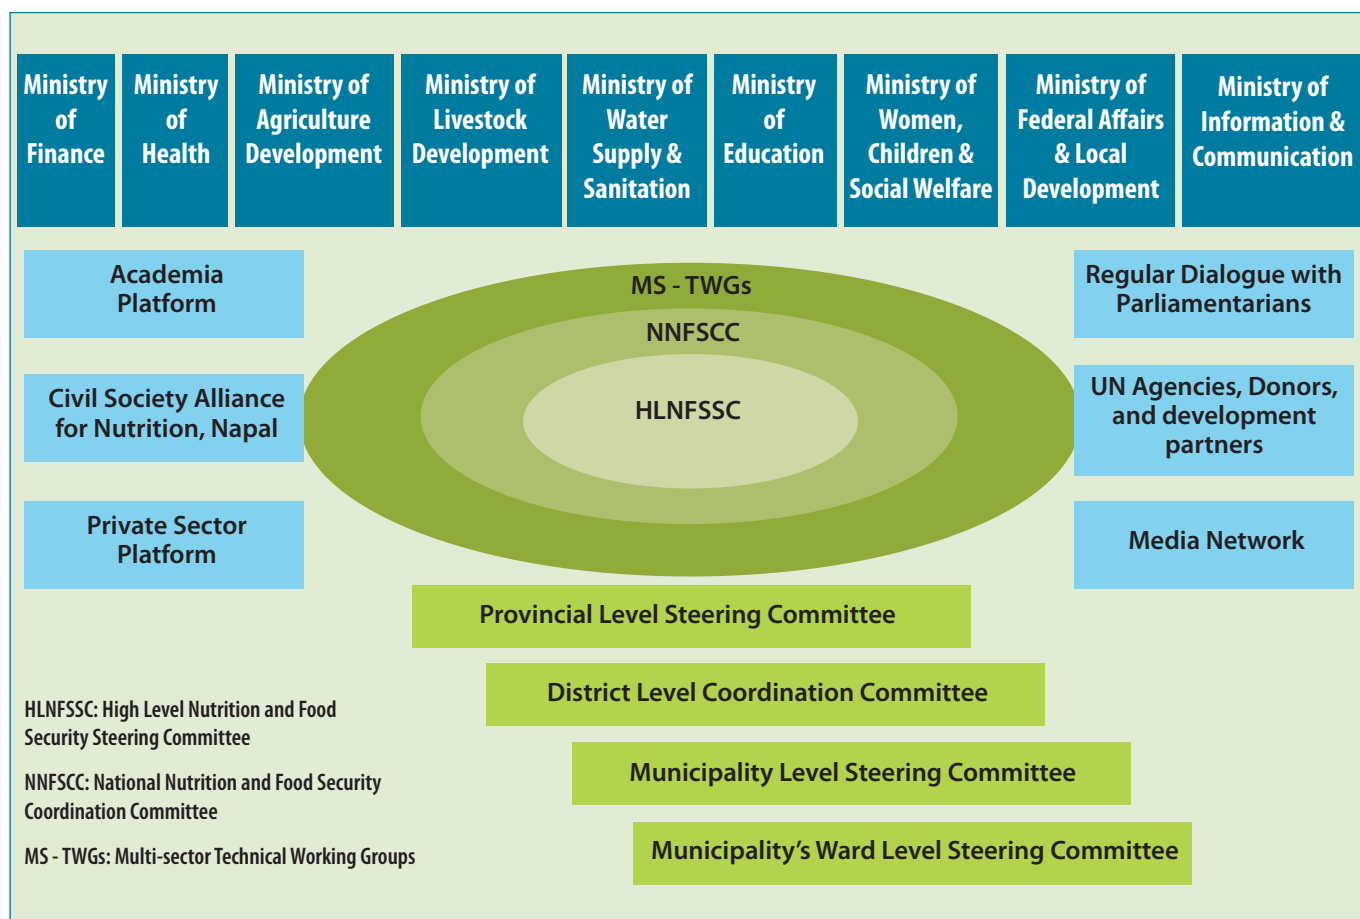 Ministry
of
Finance
Ministry
of
Health
Ministry of
Agriculture
Development
Ministry of
Livestock
Development
Ministry of
Water
Supply &
Sanitation
Ministry
of
Education
Ministry of
Women,
Children &
Social Welfare
Ministry of
Federal Affairs
& Local
Development
Ministry of
Information &
Communication
Academia
Platform
Civil Society Alliance
for Nutrition, Napal
Private Sector
Platform
MS - TWGs
NNFSCC
HLNFSSC
Regular Dialogue with
Parliamentarians
UN Agencies, Donors,
and development
partners
Media Network
Provincial Level Steering Committee
District Level Coordination Committee
Municipality Level Steering Committee
Municipality’s Ward Level Steering Committee
HLNFSSC: High Level Nutrition and Food
Security Steering Committee
NNFSCC: National Nutrition and Food Security
Coordination Committee
MS - TWGs: Multi-sector Technical Working Groups